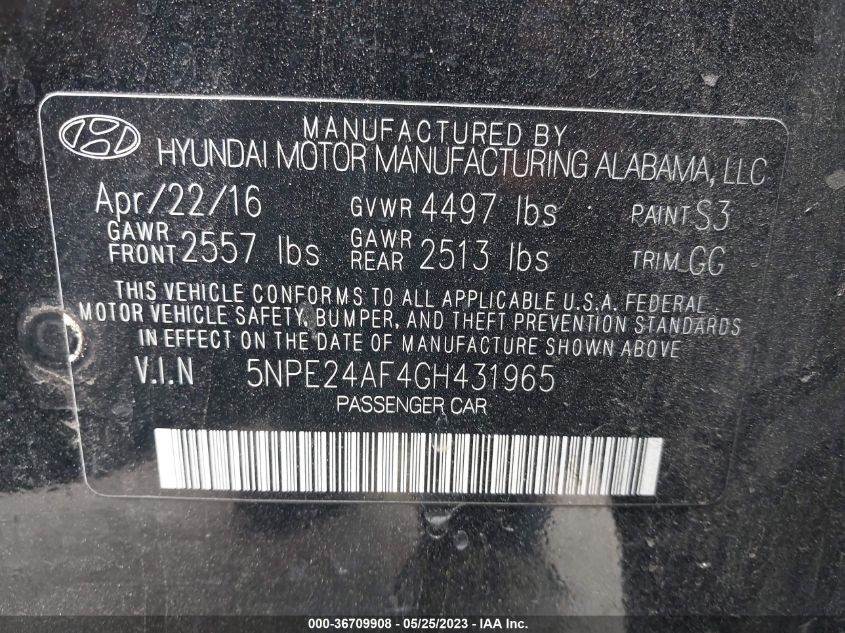 MANUFACTURED BY
HYUNDAI MOTOR MANUFACTURING ALABAMA, LLC
Apr/22/16 GVWR 4497 lbs PAINT S3
GAWR FRONT 2557 lbs GAWR REAR 2513 lbs TRIM GG
THIS VEHICLE CONFORMS TO ALL APPLICABLE U.S.A. FEDERAL
MOTOR VEHICLE SAFETY, BUMPER, AND THEFT PREVENTION STANDARDS
IN EFFECT ON THE DATE OF MANUFACTURE SHOWN ABOVE
V.I.N 5NPE24AF4GH431965
PASSENGER CAR
000-36709908 - 05/25/2023 - IAA Inc.